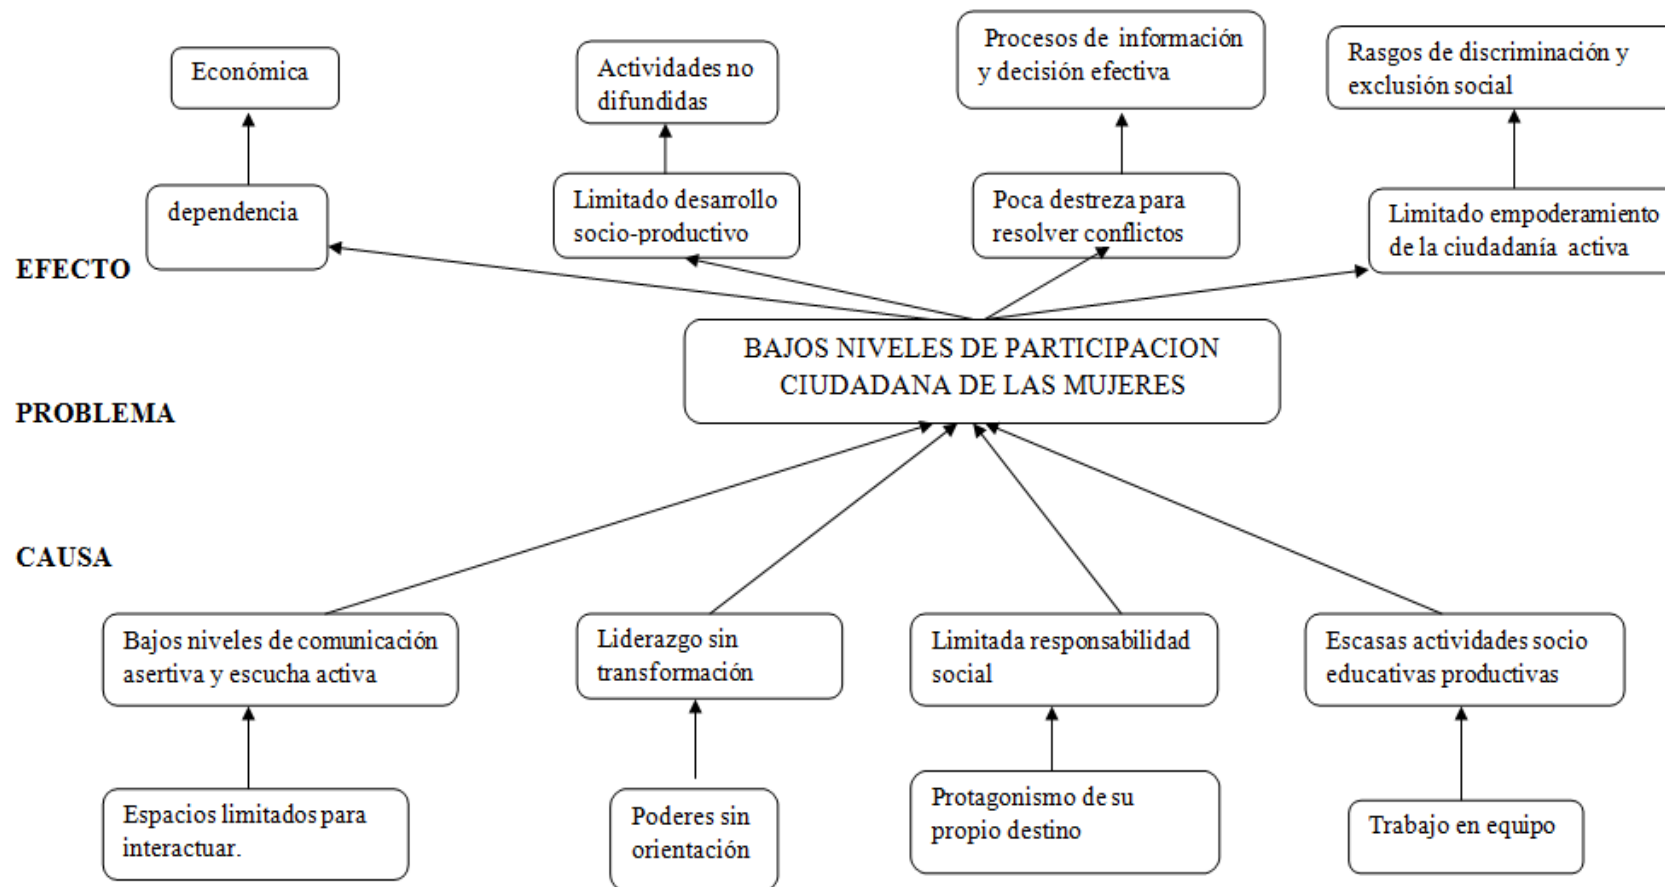 Económica
Actividades no
difundidas
Procesos de información
y decisión efectiva
Rasgos de discriminación y
exclusión social
dependencia
Limitado desarrollo
socio-productivo
Poca destreza para
resolver conflictos
Limitado empoderamiento
de la ciudadanía activa
EFECTO
BAJOS NIVELES DE PARTICIPACION
CIUDADANA DE LAS MUJERES
PROBLEMA
CAUSA
Bajos niveles de comunicación
asertiva y escucha activa
Liderazgo sin
transformación
Limitada responsabilidad
social
Escasas actividades socio
educativas productivas
Espacios limitados para
interactuar.
Poderes sin
orientación
Protagonismo de su
propio destino
Trabajo en equipo